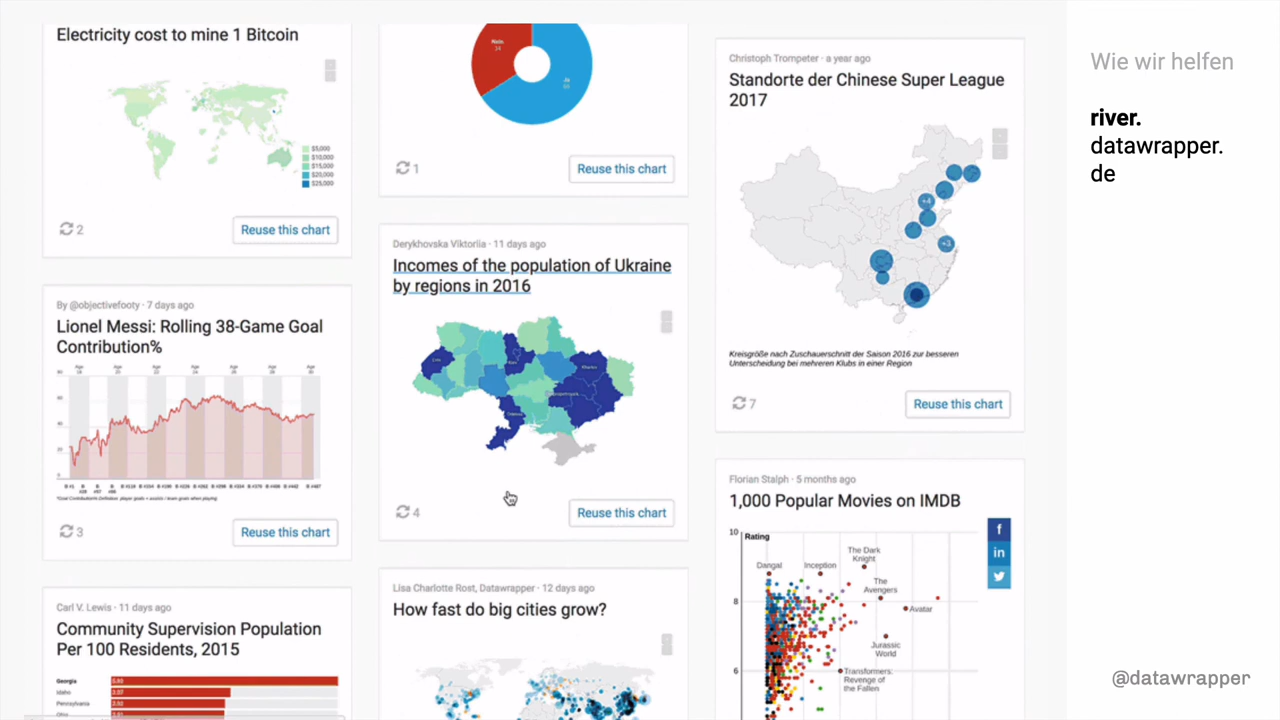 Electricity cost to mine 1 Bitcoin
$5,000
$10,000
$15,000
$20,000
$25,000
2
Reuse this chart
By @objectivefooty · 7 days ago
Lionel Messi: Rolling 38-Game Goal
Contribution%
3
Reuse this chart
Carl V. Lewis · 11 days ago
Community Supervision Population
Per 100 Residents, 2015
Georgia
Idaho
Pennsylvania
Ohio
Nein
34
Ja
1
Reuse this chart
Derykhovska Viktoriia · 11 days ago
Incomes of the population of Ukraine
by regions in 2016
4
Reuse this chart
Lisa Charlotte Rost, Datawrapper · 12 days ago
How fast do big cities grow?
Christoph Trompeter · a year ago
Standorte der Chinese Super League
2017
+4
+3
Kreisgröße nach Zuschauerschnitt der Saison 2016 zur besseren
Unterscheidung bei mehreren Klubs in einer Region
7
Reuse this chart
Florian Stalph · 5 months ago
1,000 Popular Movies on IMDB
10
Rating
The Dark
Knight
Dangal
Inception
The
Avengers
8
Avatar
Jurassic
World
6
Transformers:
Revenge of
the Fallen
f
in
Wie wir helfen
river.
datawrapper.
de
@datawrapper